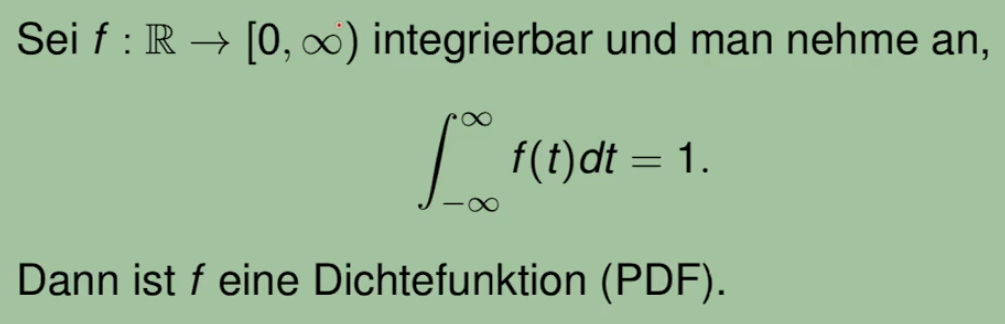 Sei f : ℝ → [0, ∞) integrierbar und man nehme an,
∫_{-∞}^{∞} f(t)dt = 1.
Dann ist f eine Dichtefunktion (PDF).